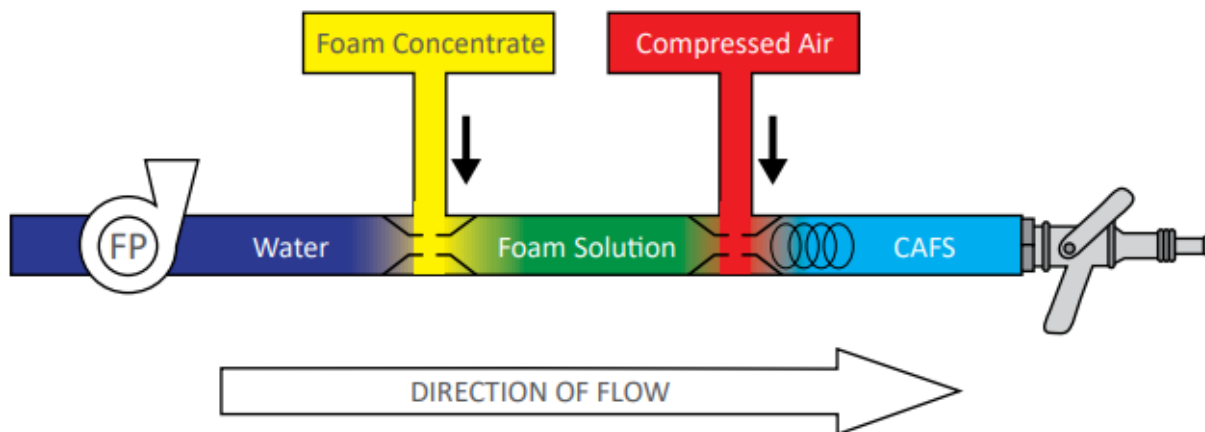 Foam Concentrate
Compressed Air
FP
Water
Foam Solution
CAFS
DIRECTION OF FLOW